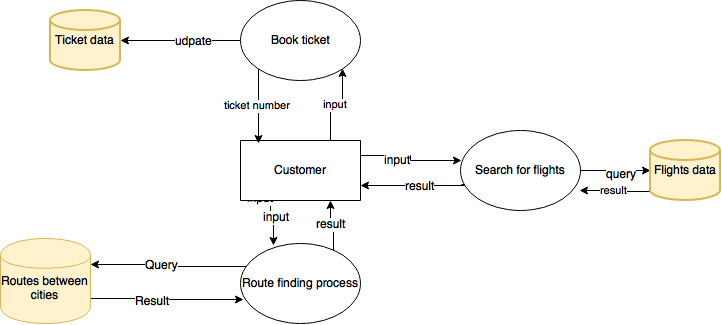 Ticket data
udpate
Book ticket
ticket number
input
Customer
input
result
Search for flights
query
result
Flights data
input
input
result
Routes between
cities
Query
Result
Route finding process